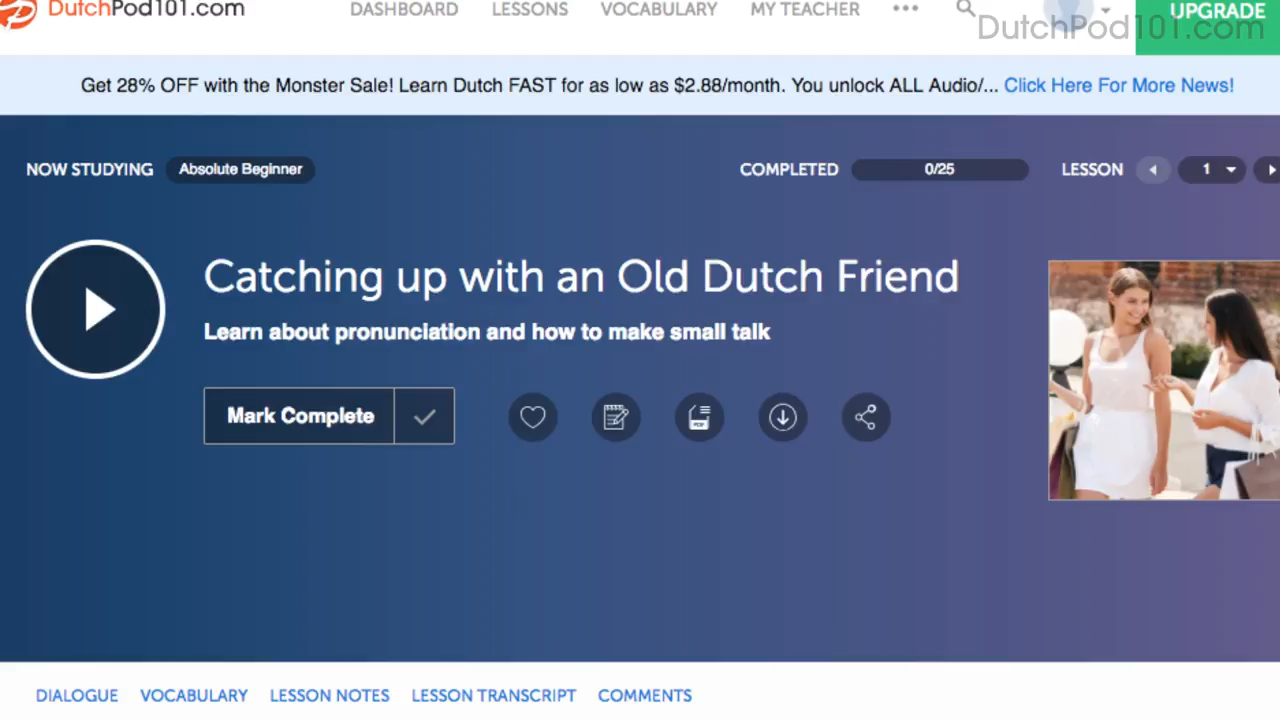 DutchPod101.com
DASHBOARD LESSONS VOCABULARY MY TEACHER ••• UPGRADE
DutchPod101.com
Get 28% OFF with the Monster Sale! Learn Dutch FAST for as low as $2.88/month. You unlock ALL Audio/... Click Here For More News!
NOW STUDYING Absolute Beginner COMPLETED 0/25 LESSON 1
Catching up with an Old Dutch Friend
Learn about pronunciation and how to make small talk
Mark Complete
PDF
DIALOGUE VOCABULARY LESSON NOTES LESSON TRANSCRIPT COMMENTS